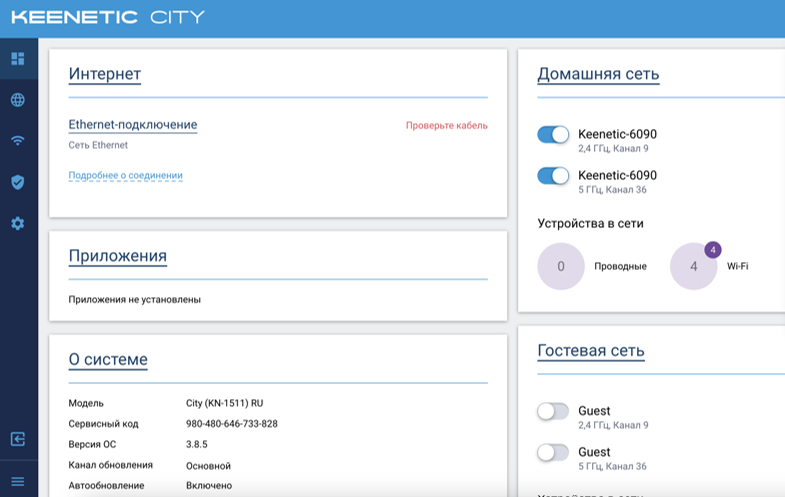 KEENETIC CITY
Интернет
Ethernet-подключение
Проверьте кабель
Сеть Ethernet
Подробнее о соединении
Приложения
Приложения не установлены
О системе
Модель City (KN-1511) RU
Сервисный код 980-480-646-733-828
Версия ОС 3.8.5
Канал обновления Основной
Автообновление Включено
Домашняя сеть
Keenetic-6090
2,4 ГГц, Канал 9
Keenetic-6090
5 ГГц, Канал 36
Устройства в сети
0 Проводные 4 4 Wi-Fi
Гостевая сеть
Guest
2,4 ГГц, Канал 9
Guest
5 ГГц, Канал 36